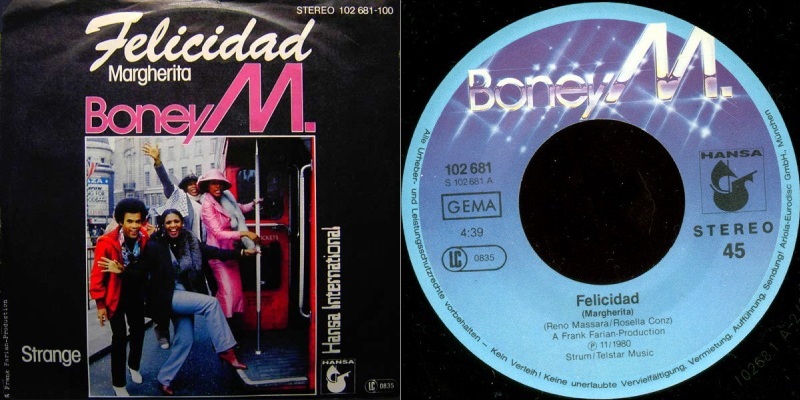 STEREO 102 681-100
Felicidad
Margherita
Boney M.
Strange
Hansa International
HANSA
LC 0835
A Frank Farian-Production
PLAZA
Boney M.
102 681
S 102 681 A
GEMA
4:39
LC 0835
HANSA
STEREO
45
Felicidad
(Margherita)
(Reno Massara/Rosella Conz)
A Frank Farian-Production
℗ 11/1980
Strum/Telstar Music
Alle Urheber- und Leistungsschutzrechte vorbehalten – Kein Verleih! Keine unerlaubte Vervielfältigung, Vermietung, Aufführung, Sendung! Ariola-Eurodisc GmbH, München